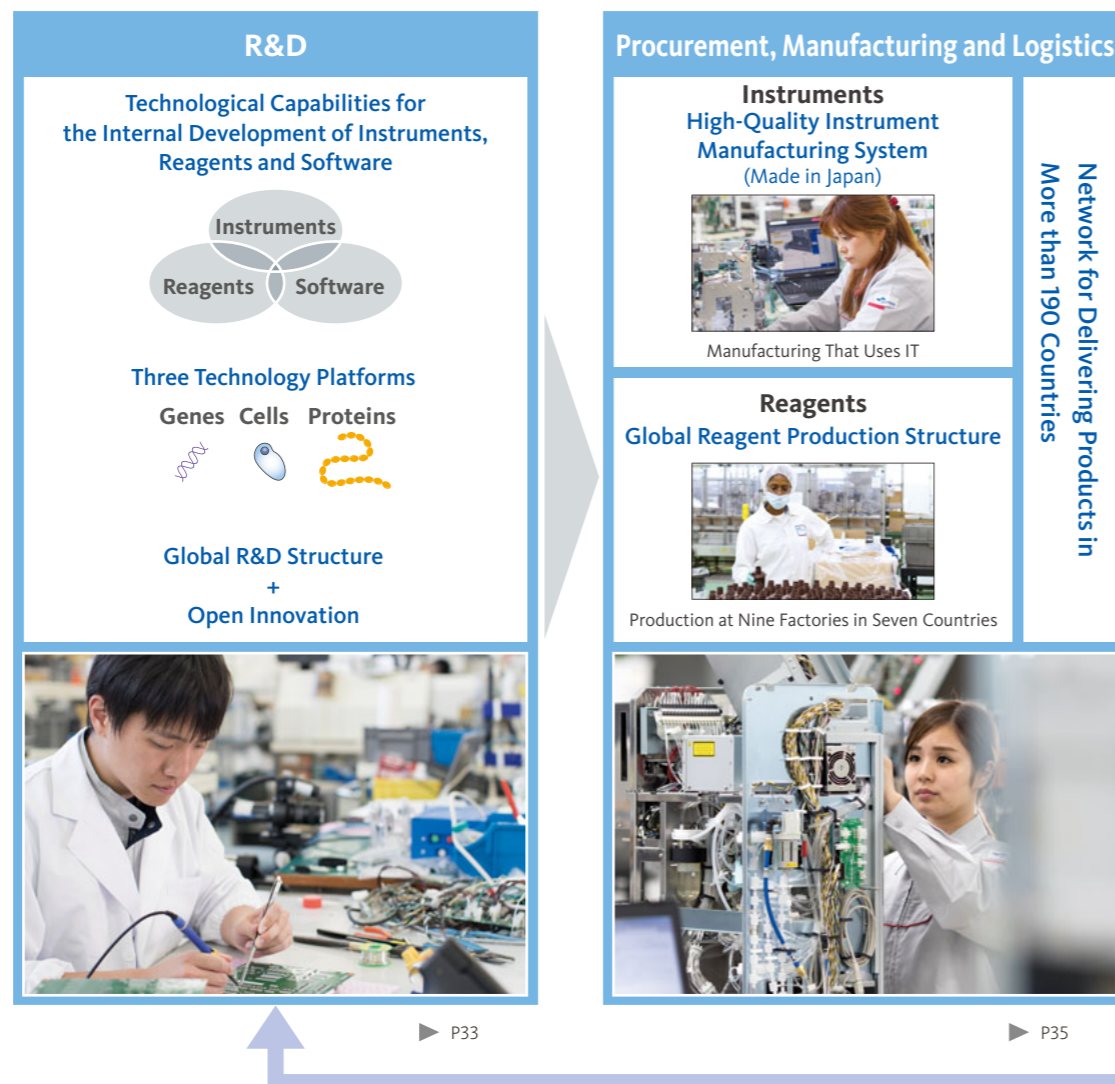 R&D
Technological Capabilities for
the Internal Development of Instruments,
Reagents and Software
Instruments
Reagents
Software
Three Technology Platforms
Genes Cells Proteins
Global R&D Structure
+
Open Innovation
P33
Procurement, Manufacturing and Logistics
Instruments
High-Quality Instrument
Manufacturing System
(Made in Japan)
Manufacturing That Uses IT
Reagents
Global Reagent Production Structure
Production at Nine Factories in Seven Countries
Network for Delivering Products in
More than 190 Countries
P35